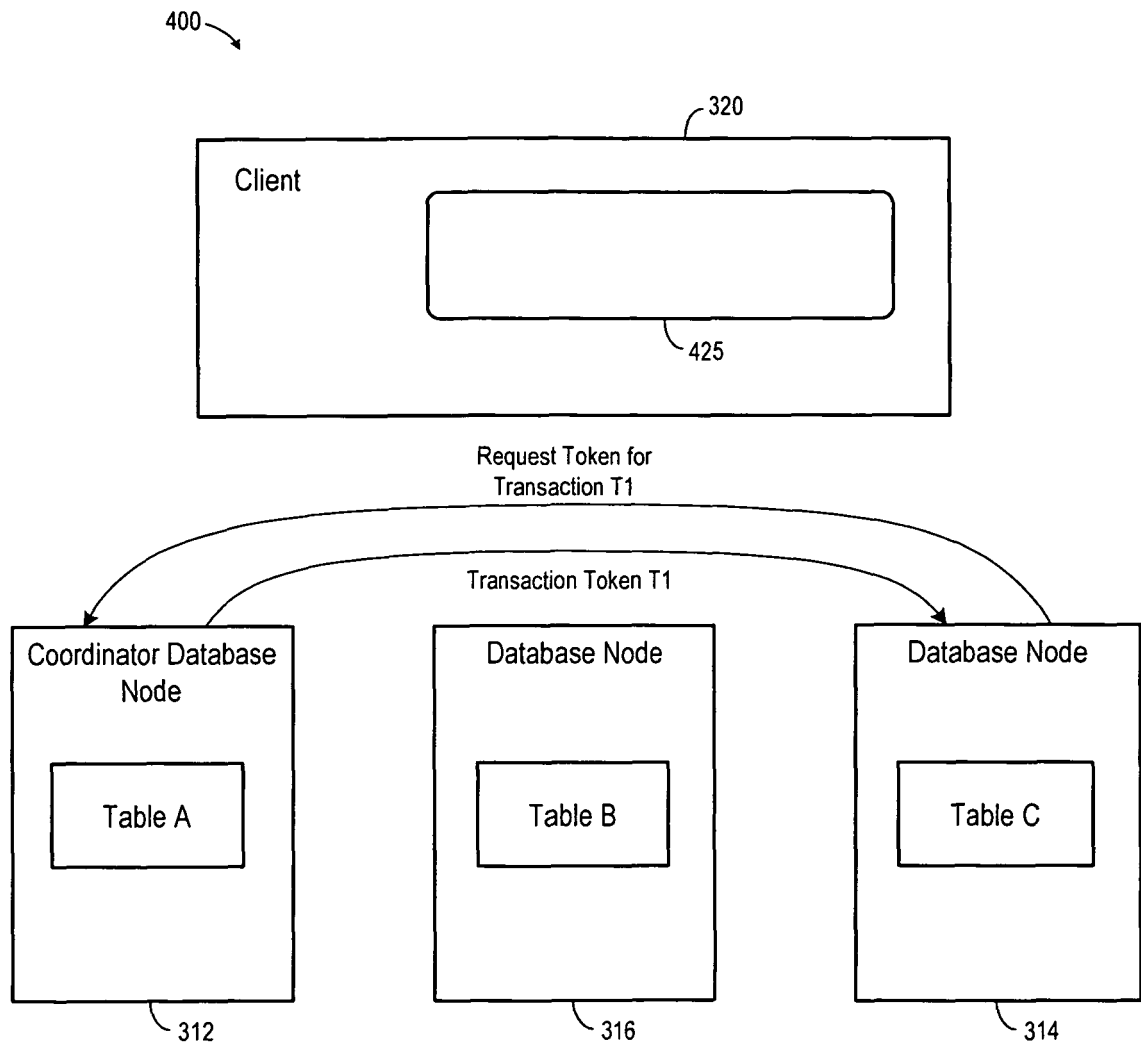 400
320
Client
425
Request Token for
Transaction T1
Transaction Token T1
Coordinator Database
Node
Database Node
Database Node
Table A
Table B
Table C
312
316
314